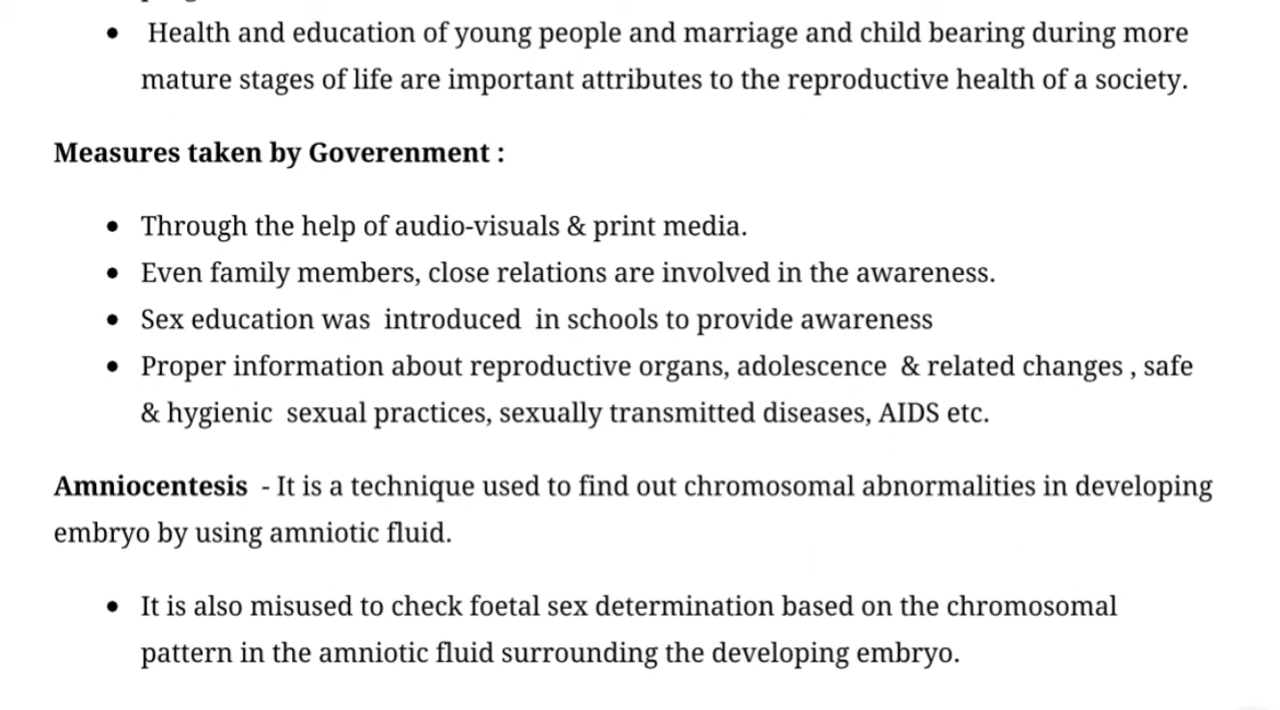 • Health and education of young people and marriage and child bearing during more
mature stages of life are important attributes to the reproductive health of a society.
Measures taken by Goverenment :
• Through the help of audio-visuals & print media.
• Even family members, close relations are involved in the awareness.
• Sex education was introduced in schools to provide awareness
• Proper information about reproductive organs, adolescence & related changes , safe
& hygienic sexual practices, sexually transmitted diseases, AIDS etc.
Amniocentesis - It is a technique used to find out chromosomal abnormalities in developing
embryo by using amniotic fluid.
• It is also misused to check foetal sex determination based on the chromosomal
pattern in the amniotic fluid surrounding the developing embryo.